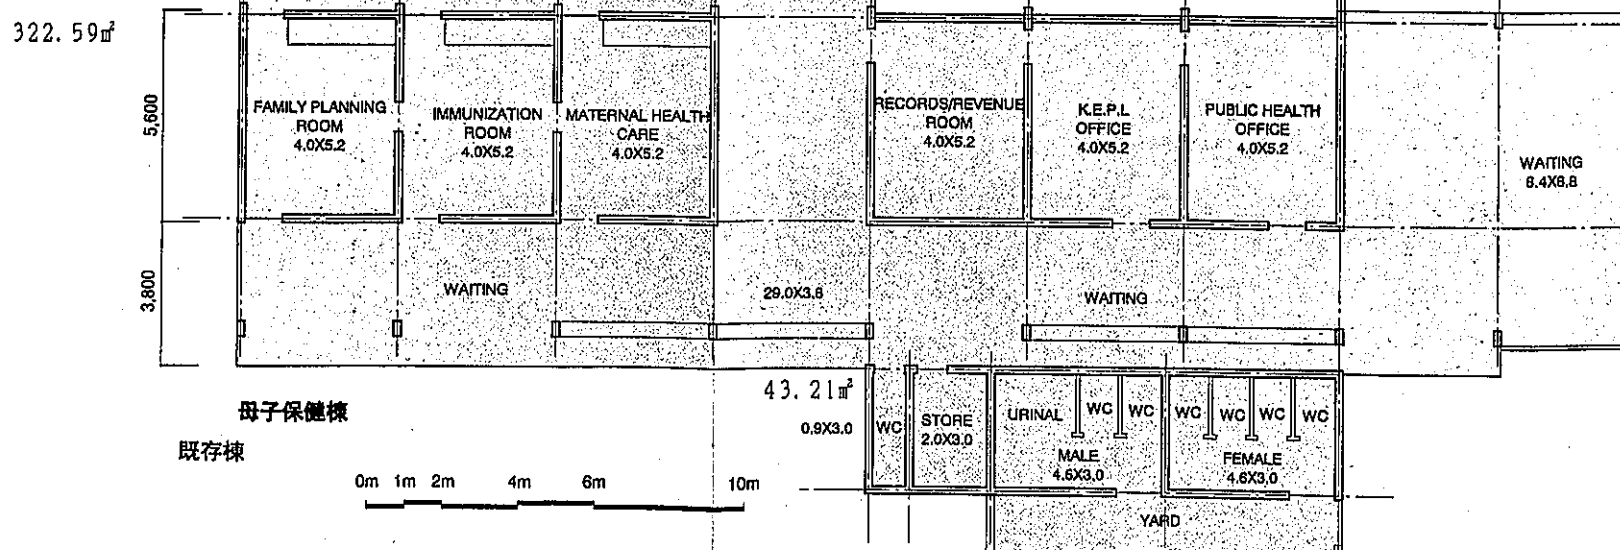 322.59㎡
5,600
FAMILY PLANNING
ROOM
4.0X5.2
IMMUNIZATION
ROOM
4.0X5.2
MATERNAL HEALTH
CARE
4.0X5.2
RECORDS/REVENUE
ROOM
4.0X5.2
K.E.P.I.
OFFICE
4.0X5.2
PUBLIC HEALTH
OFFICE
4.0X5.2
WAITING
8.4X6.8
3,800
WAITING
29.0X3.8
WAITING
43.21㎡
0.9X3.0
WC
STORE
2.0X3.0
URINAL
WC
WC
MALE
4.6X3.0
WC
WC
WC
WC
FEMALE
4.6X3.0
YARD
母子保健棟
既存棟
0m 1m 2m 4m 6m 10m